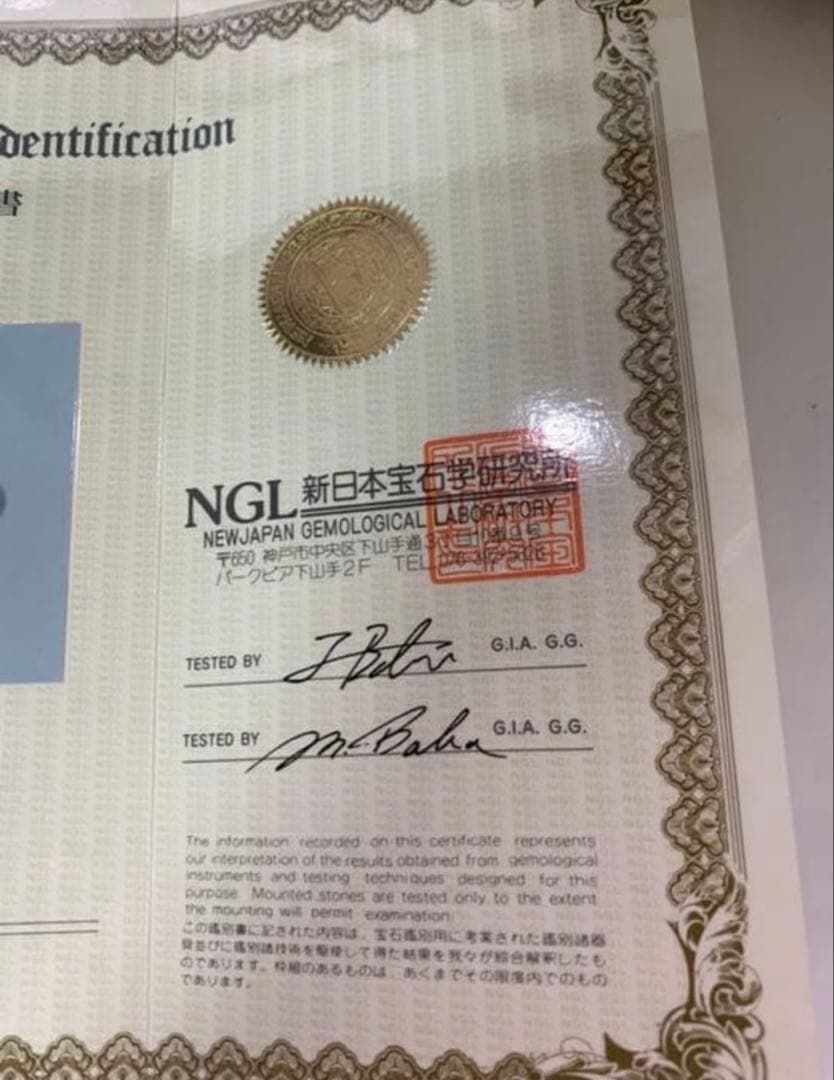 dentification
書
NGL 新日本宝石学研究所
NEWJAPAN GEMOLOGICAL LABORATORY
〒650 神戸市中央区下山手通
パークピア下山手2F TEL
TESTED BY G.I.A. G.G.
TESTED BY M. Baba G.I.A. G.G.
The information recorded on this certificate represents
our interpretation of the results obtained from gemological
instruments and testing techniques designed for this
purpose. Mounted stones are tested only to the extent
the mounting will permit examination.
この鑑別書に記された内容は、宝石鑑別用に考案された鑑別諸器
具並びに鑑別諸技術を駆使して得た結果を我々が綜合解釈したも
のであります。枠組のあるものは、あくまでその限度内でのもの
であります。